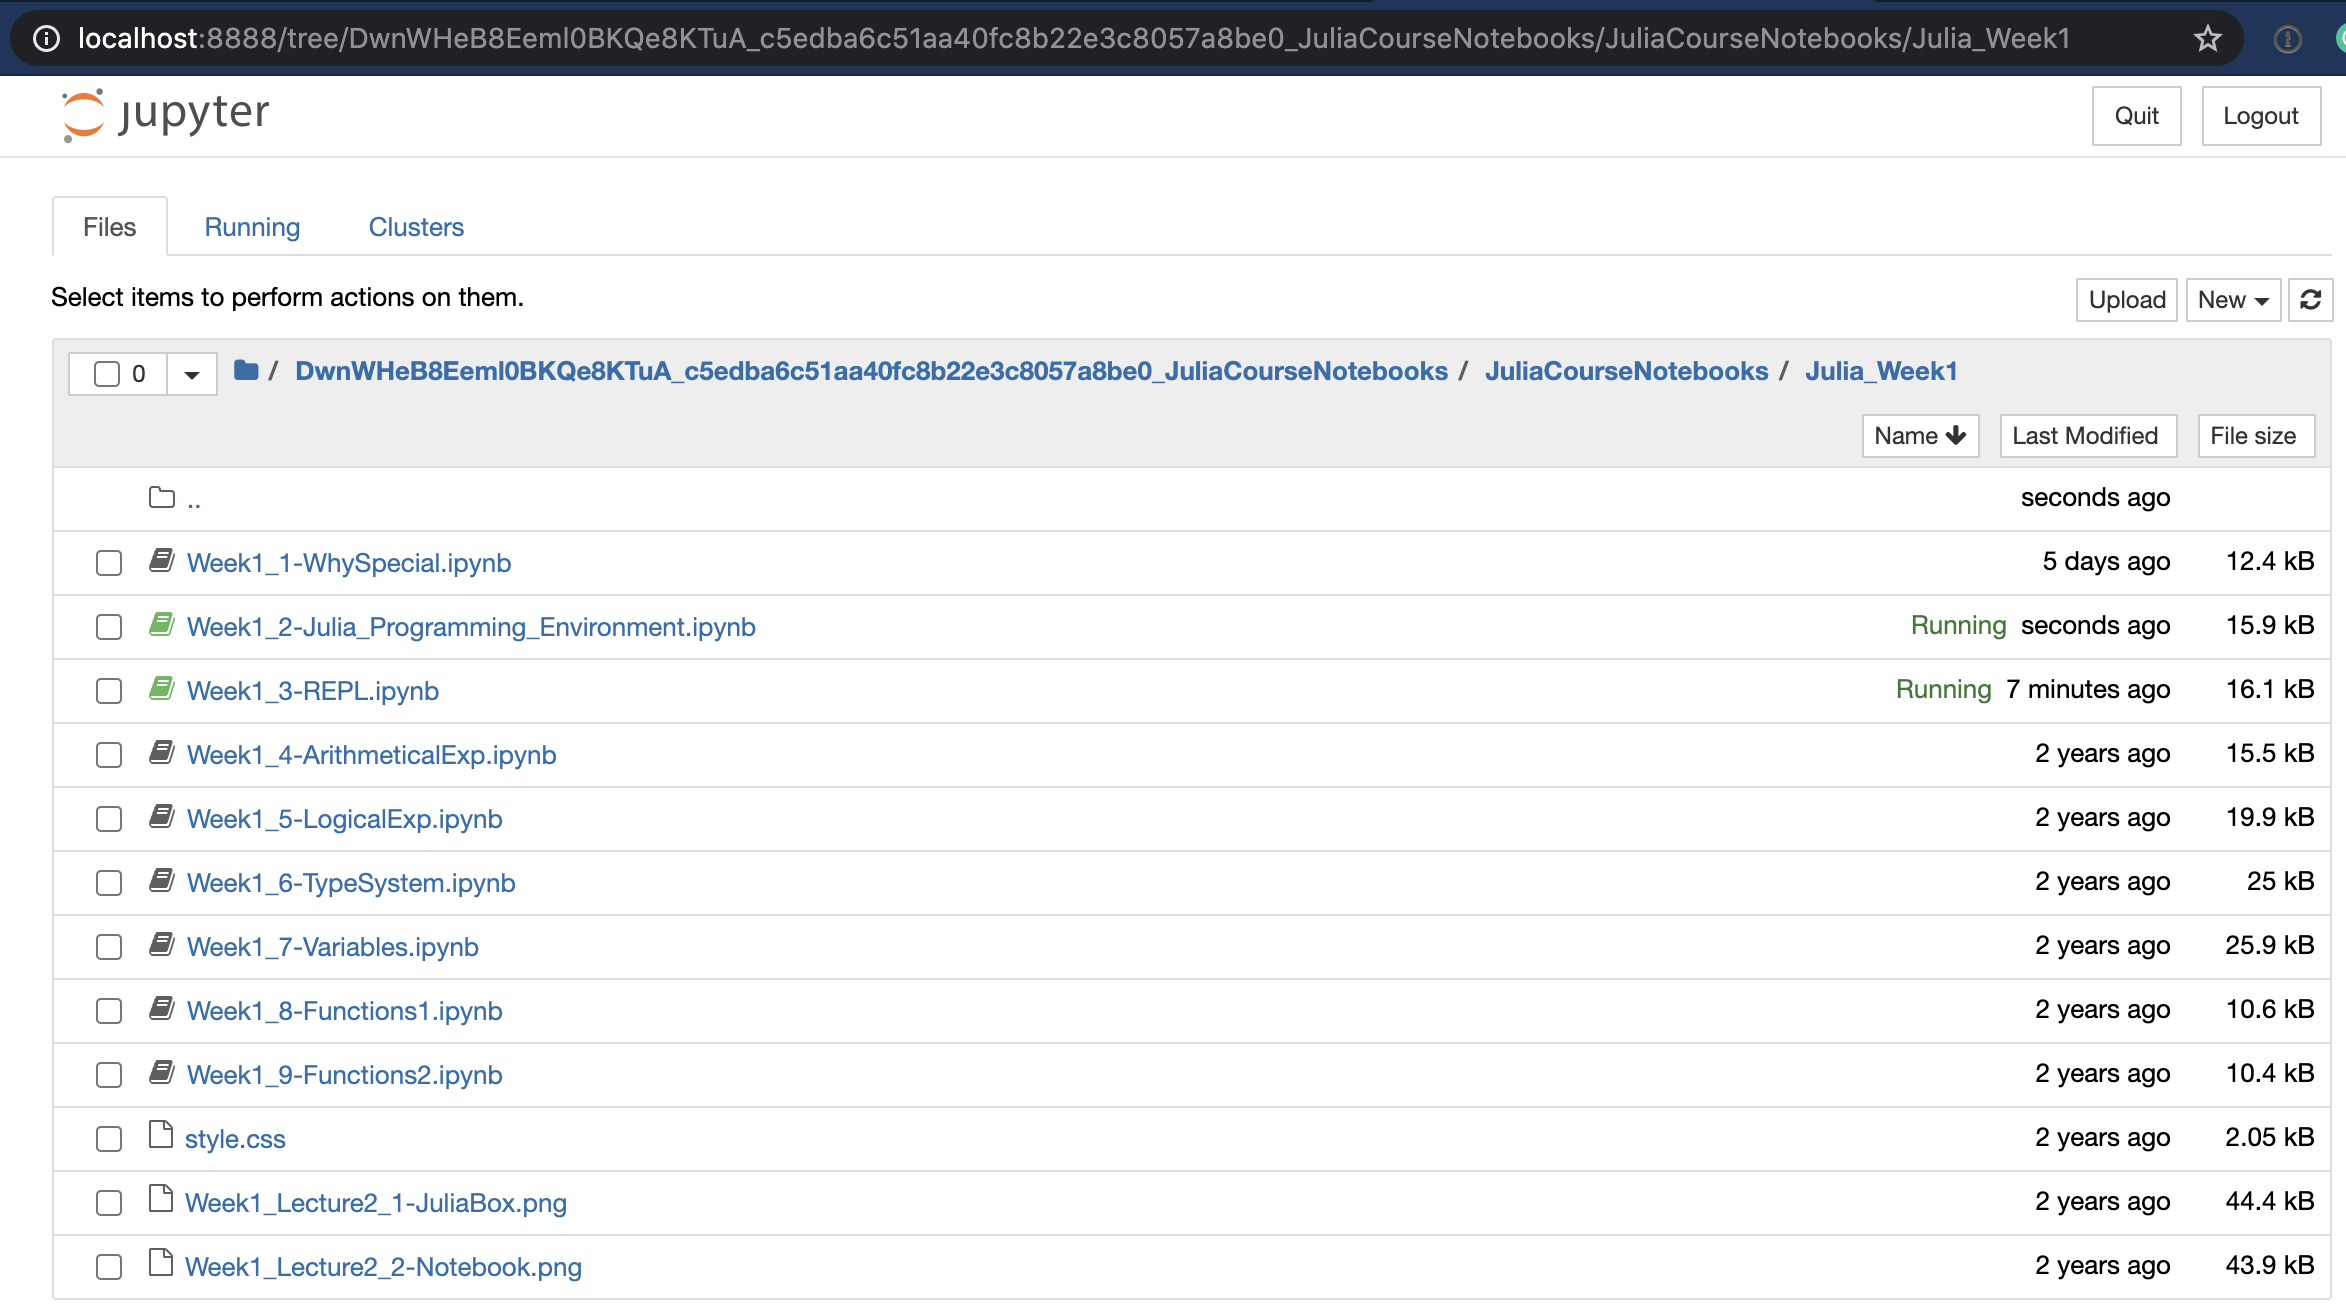 localhost:8888/tree/DwnWHeB8Eeml0BKQe8KTuA_c5edba6c51aa40fc8b22e3c8057a8be0_JuliaCourseNotebooks/JuliaCourseNotebooks/Julia_Week1
jupyter
Quit Logout
Files Running Clusters
Select items to perform actions on them.
Upload New
0 / DwnWHeB8Eeml0BKQe8KTuA_c5edba6c51aa40fc8b22e3c8057a8be0_JuliaCourseNotebooks / JuliaCourseNotebooks / Julia_Week1
Name Last Modified File size
.. seconds ago
Week1_1-WhySpecial.ipynb 5 days ago 12.4 kB
Week1_2-Julia_Programming_Environment.ipynb Running seconds ago 15.9 kB
Week1_3-REPL.ipynb Running 7 minutes ago 16.1 kB
Week1_4-ArithmeticalExp.ipynb 2 years ago 15.5 kB
Week1_5-LogicalExp.ipynb 2 years ago 19.9 kB
Week1_6-TypeSystem.ipynb 2 years ago 25 kB
Week1_7-Variables.ipynb 2 years ago 25.9 kB
Week1_8-Functions1.ipynb 2 years ago 10.6 kB
Week1_9-Functions2.ipynb 2 years ago 10.4 kB
style.css 2 years ago 2.05 kB
Week1_Lecture2_1-JuliaBox.png 2 years ago 44.4 kB
Week1_Lecture2_2-Notebook.png 2 years ago 43.9 kB